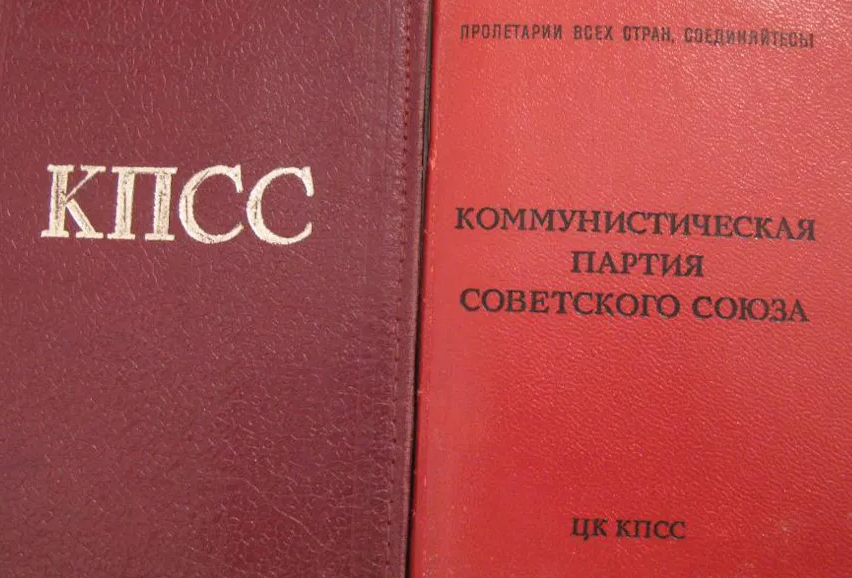 КПСС
ПРОЛЕТАРИИ ВСЕХ СТРАН, СОЕДИНЯЙТЕСЬ!
КОММУНИСТИЧЕСКАЯ
ПАРТИЯ
СОВЕТСКОГО СОЮЗА
ЦК КПСС